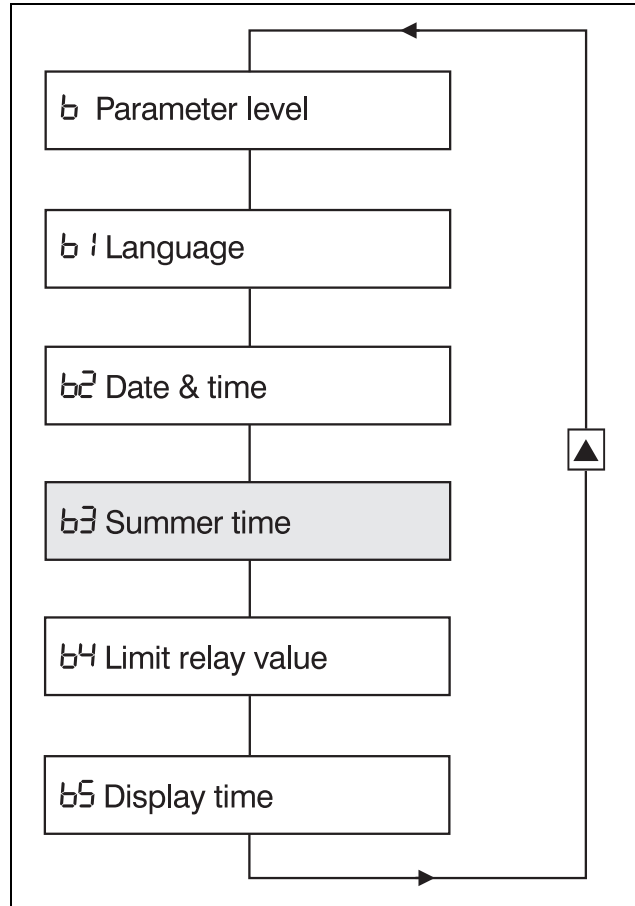 b Parameter level
b1 Language
b2 Date & time
b3 Summer time
b4 Limit relay value
b5 Display time